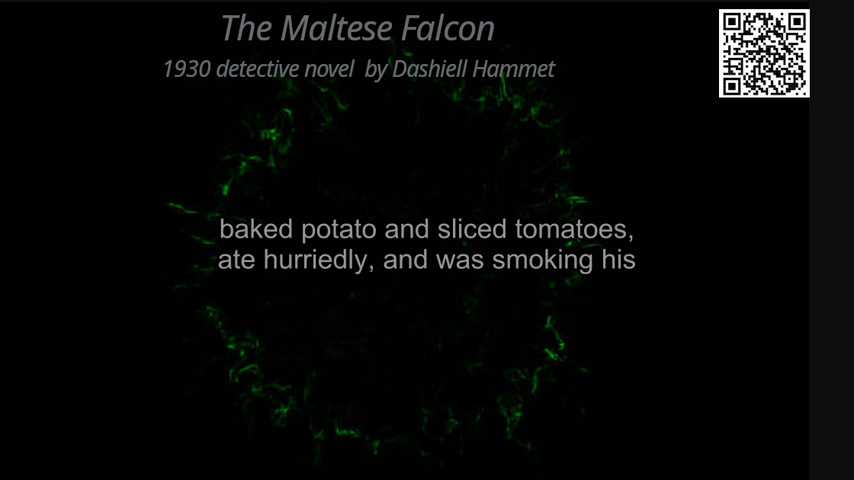 The Maltese Falcon
1930 detective novel  by Dashiell Hammet
baked potato and sliced tomatoes,
ate hurriedly, and was smoking his